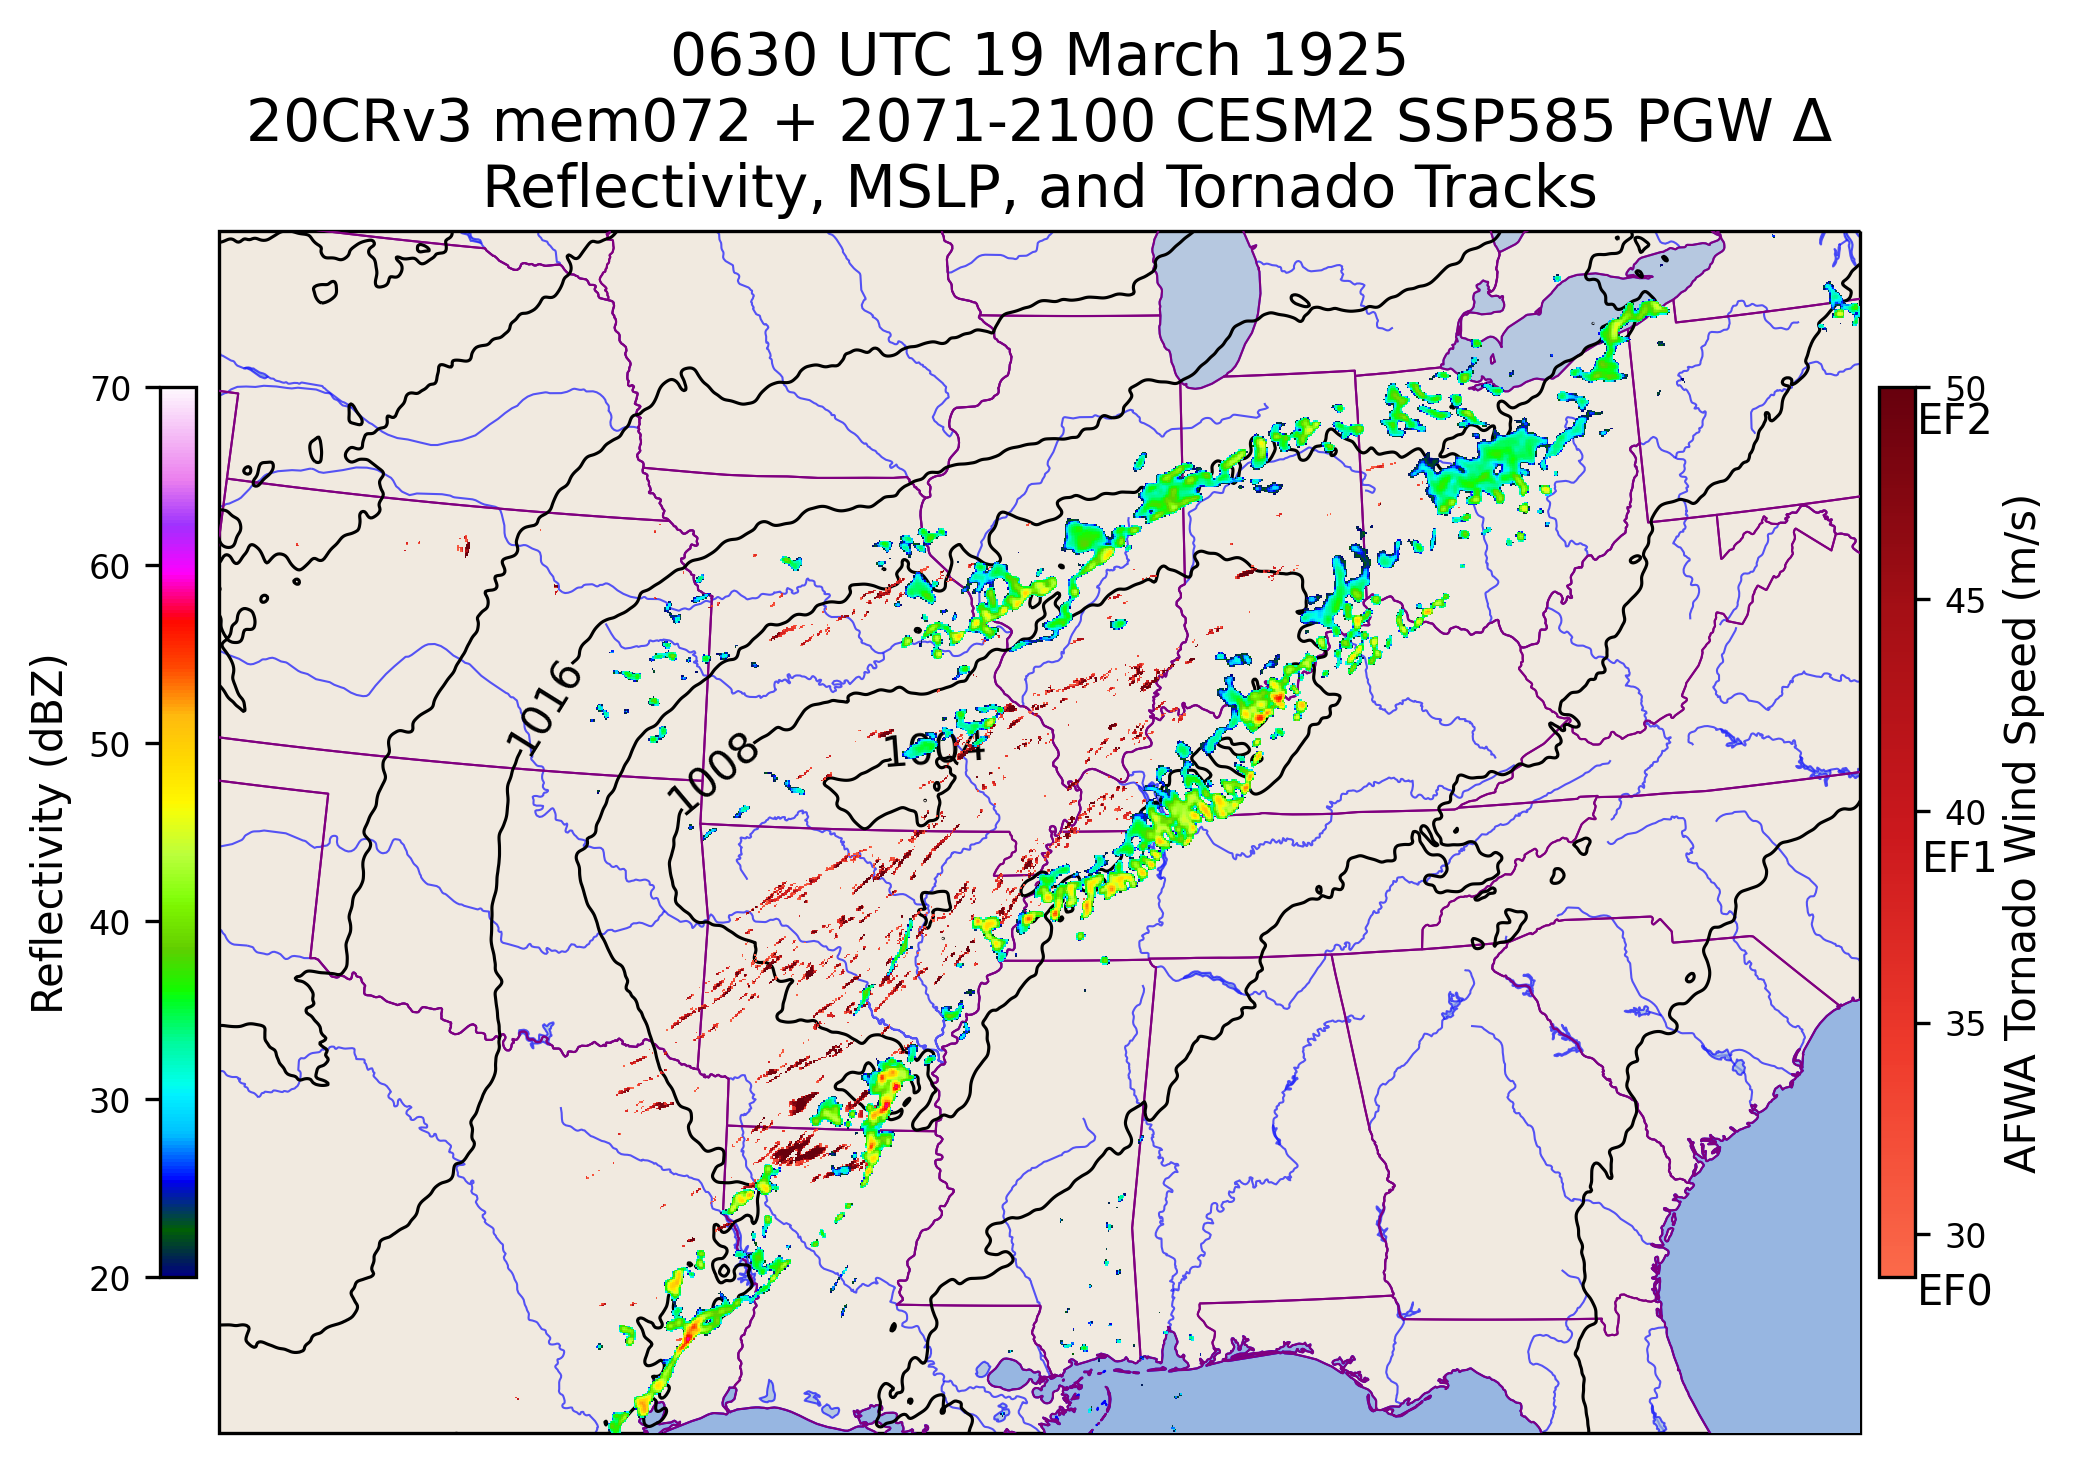 0630 UTC 19 March 1925
20CRv3 mem072 + 2071-2100 CESM2 SSP585 PGW Δ
Reflectivity, MSLP, and Tornado Tracks
70
60
50
40
30
20
Reflectivity (dBZ)
1016
1008
1004
50
EF2
45
40
EF1
35
30
EF0
AFWA Tornado Wind Speed (m/s)